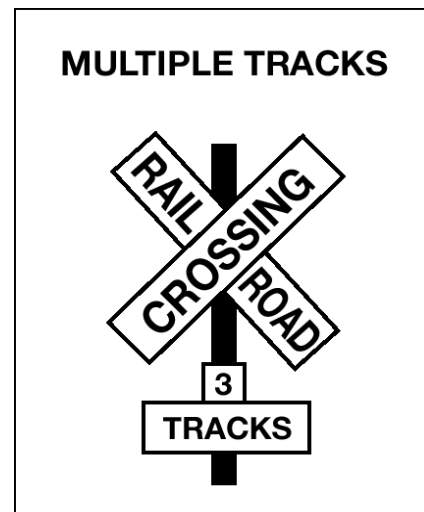 MULTIPLE TRACKS
RAIL ROAD
CROSSING
3
TRACKS